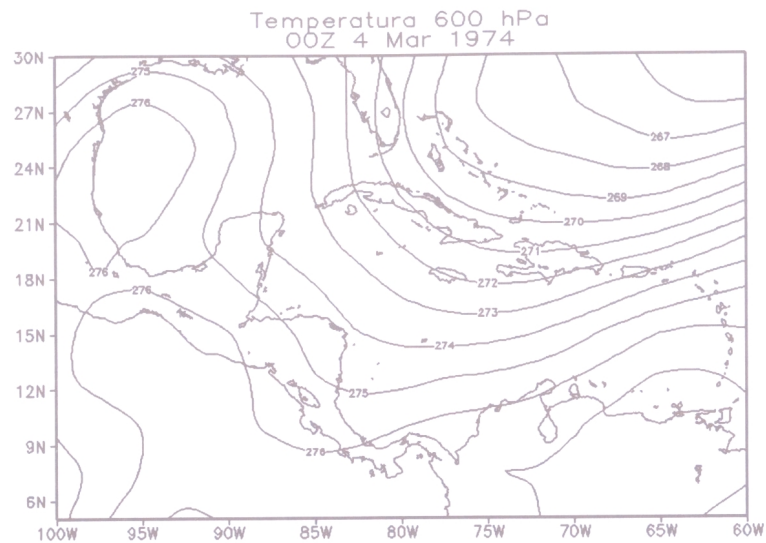 Temperatura 600 hPa
00Z 4 Mar 1974
30N
275
276
27N
267
268
24N
269
270
21N
271
276
272
18N
276
273
15N
274
275
12N
9N
276
6N
100W 95W 90W 85W 80W 75W 70W 65W 60W